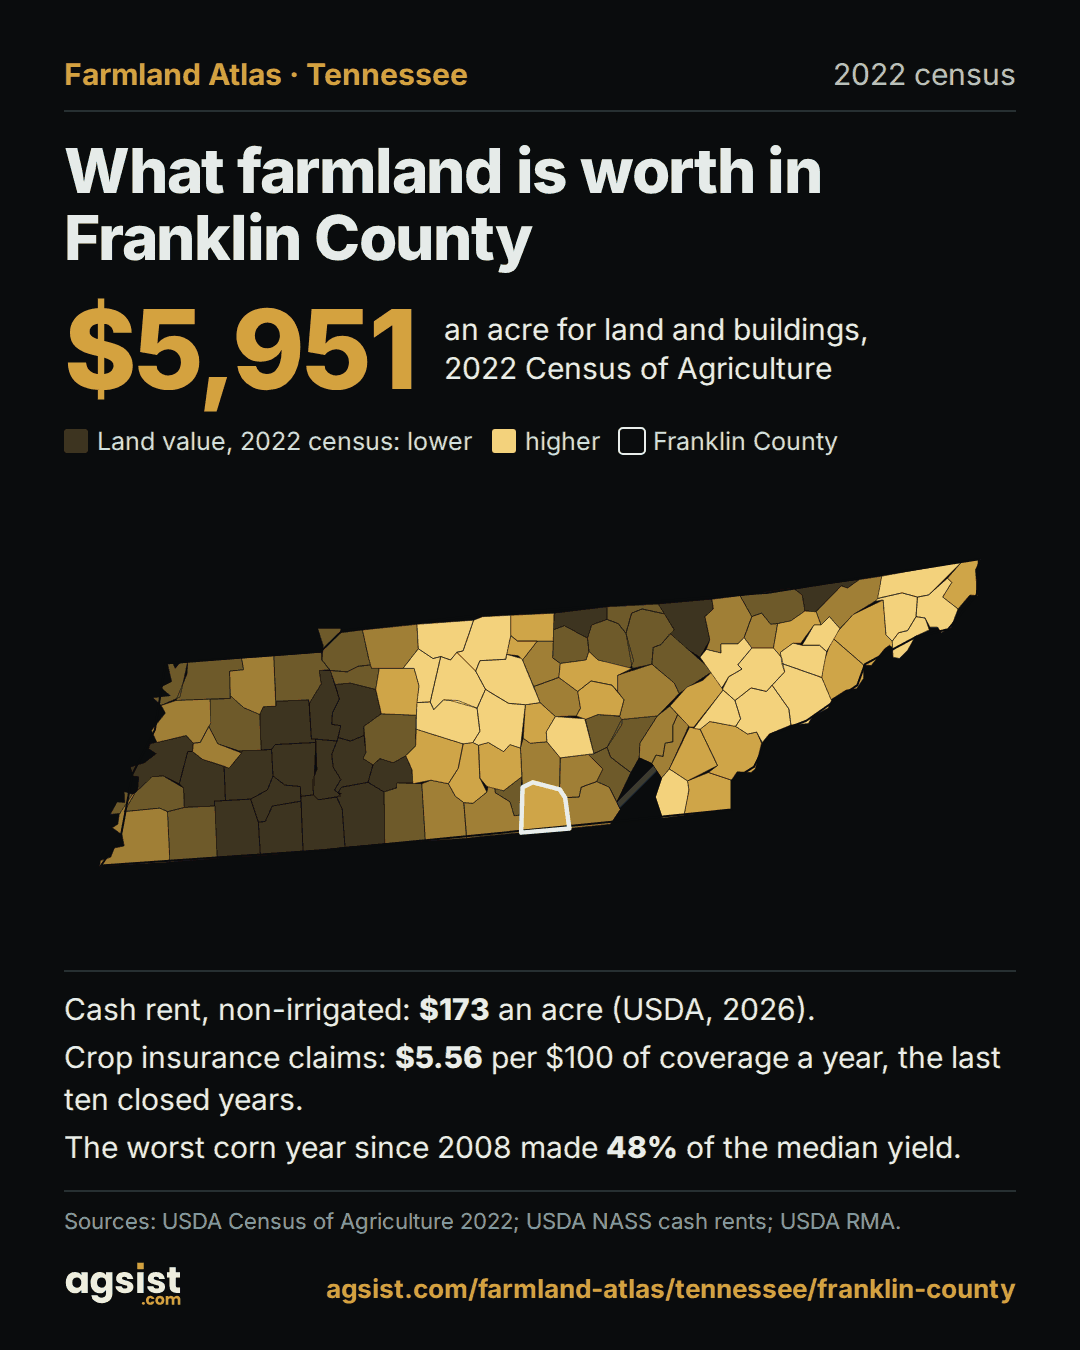 Farmland Atlas · Tennessee
2022 census
What farmland is worth in
Franklin County
$5,951
an acre for land and buildings,
2022 Census of Agriculture
Land value, 2022 census: lower
higher
Franklin County
Cash rent, non-irrigated: $173 an acre (USDA, 2026).
Crop insurance claims: $5.56 per $100 of coverage a year, the last
ten closed years.
The worst corn year since 2008 made 48% of the median yield.
Sources: USDA Census of Agriculture 2022; USDA NASS cash rents; USDA RMA.
agsist
.com
agsist.com/farmland-atlas/tennessee/franklin-county